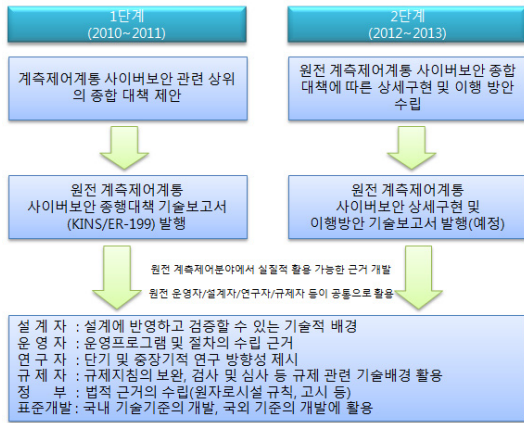 1단계
(2010~2011)
계측제어계통 사이버보안 관련 상위
의 종합 대책 제안
원전 계측제어계통
사이버보안 종행대책 기술보고서
(KINS/ER-199) 발행
2단계
(2012~2013)
원전 계측제어계통 사이버보안 종합
대책에 따른 상세구현 및 이행 방안
수립
원전 계측제어계통
사이버보안 상세구현 및
이행방안 기술보고서 발행(예정)
원전 계측제어분야에서 실질적 활용 가능한 근거 개발
원전 운영자/설계자/연구자/규제자 등이 공통으로 활용
설 계 자 : 설계에 반영하고 검증할 수 있는 기술적 배경
운 영 자 : 운영프로그램 및 절차의 수립 근거
연 구 자 : 단기 및 중장기적 연구 방향성 제시
규 제 자 : 규제지침의 보완, 검사 및 심사 등 규제 관련 기술배경 활용
정 부 : 법적 근거의 수립(원자로시설 규칙, 고시 등)
표준개발 : 국내 기술기준의 개발, 국외 기준의 개발에 활용